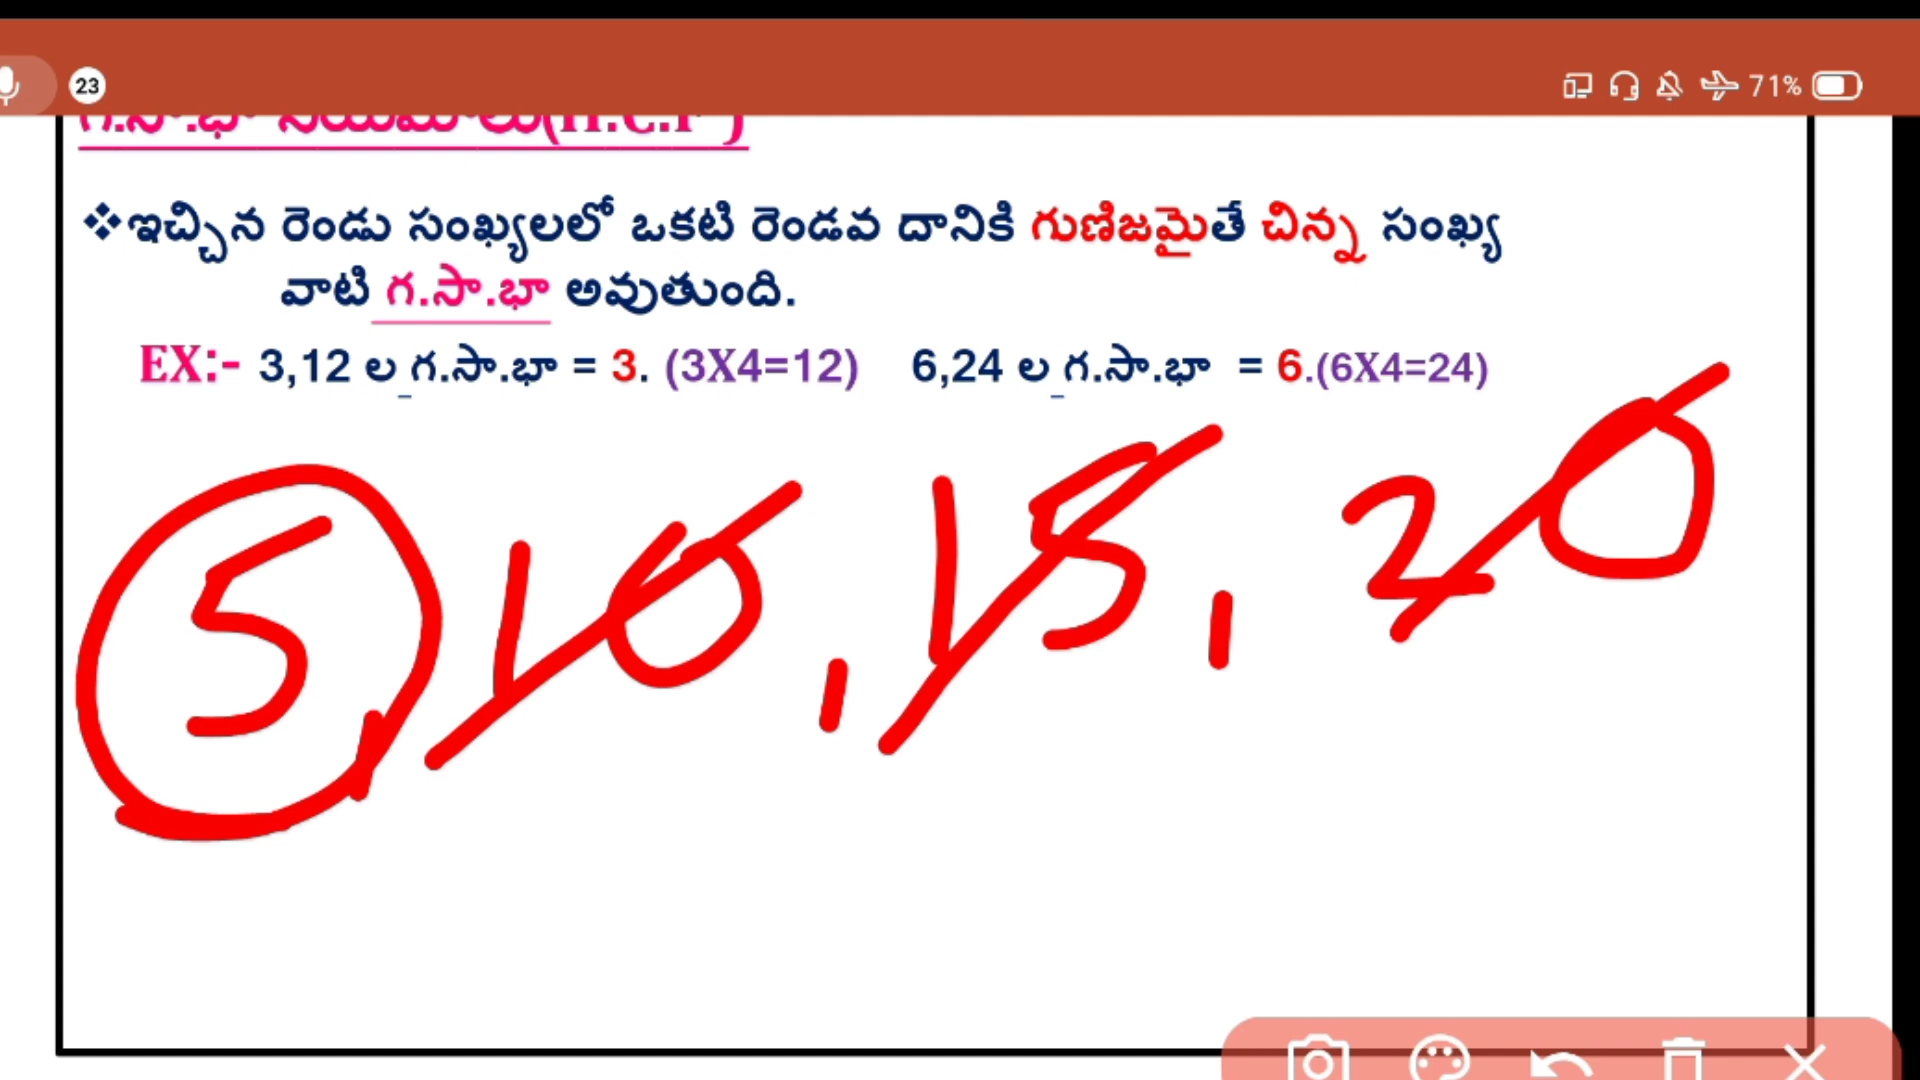 23 71%
గ.సా.భా నియమాలు(H.C.F )
❖ఇచ్చిన రెండు సంఖ్యలలో ఒకటి రెండవ దానికి గుణిజమైతే చిన్న సంఖ్య
వాటి గ.సా.భా అవుతుంది.
EX:- 3,12 ల గ.సా.భా = 3. (3X4=12) 6,24 ల గ.సా.భా = 6.(6X4=24)
5, 10, 15, 20